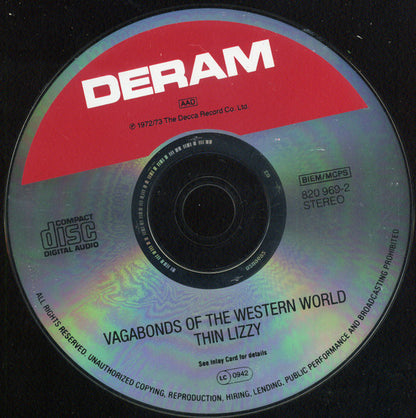 DERAM
AAD
℗ 1972/73 The Decca Record Co. Ltd.
BIEM/MCPS
820 969-2
STEREO
COMPACT
disc
DIGITAL AUDIO
VAGABONDS OF THE WESTERN WORLD
THIN LIZZY
See Inlay Card for details
LC 0942
ALL RIGHTS RESERVED. UNAUTHORIZED COPYING, REPRODUCTION, HIRING, LENDING, PUBLIC PERFORMANCE AND BROADCASTING PROHIBITED